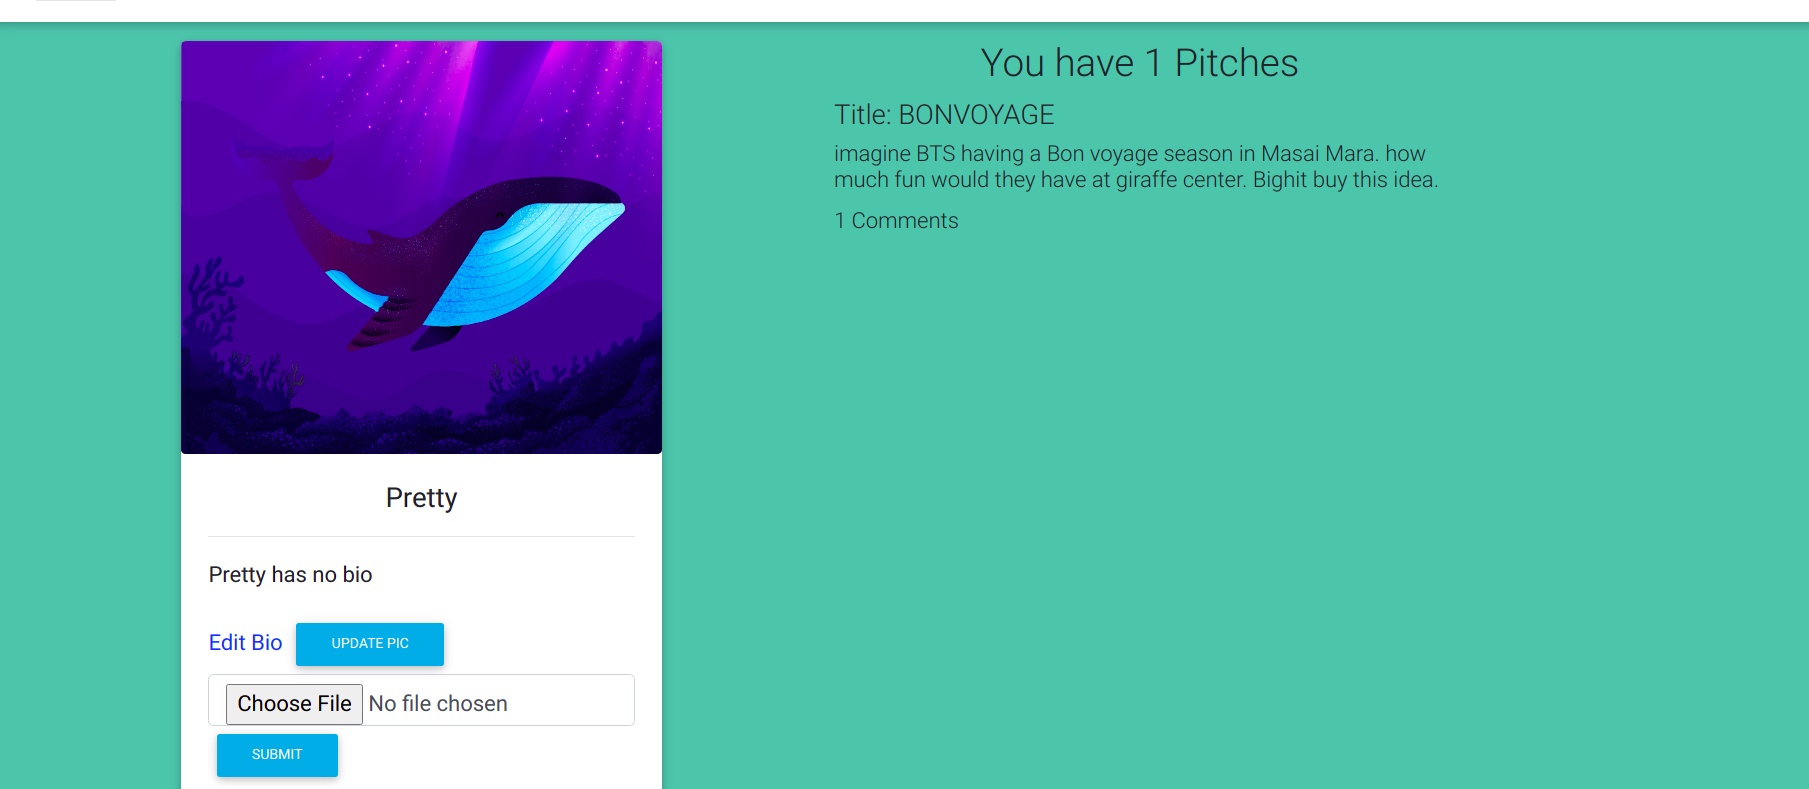 You have 1 Pitches
Title: BONVOYAGE
imagine BTS having a Bon voyage season in Masai Mara. how
much fun would they have at giraffe center. Bighit buy this idea.
1 Comments
Pretty
Pretty has no bio
Edit Bio UPDATE PIC
Choose File No file chosen
SUBMIT